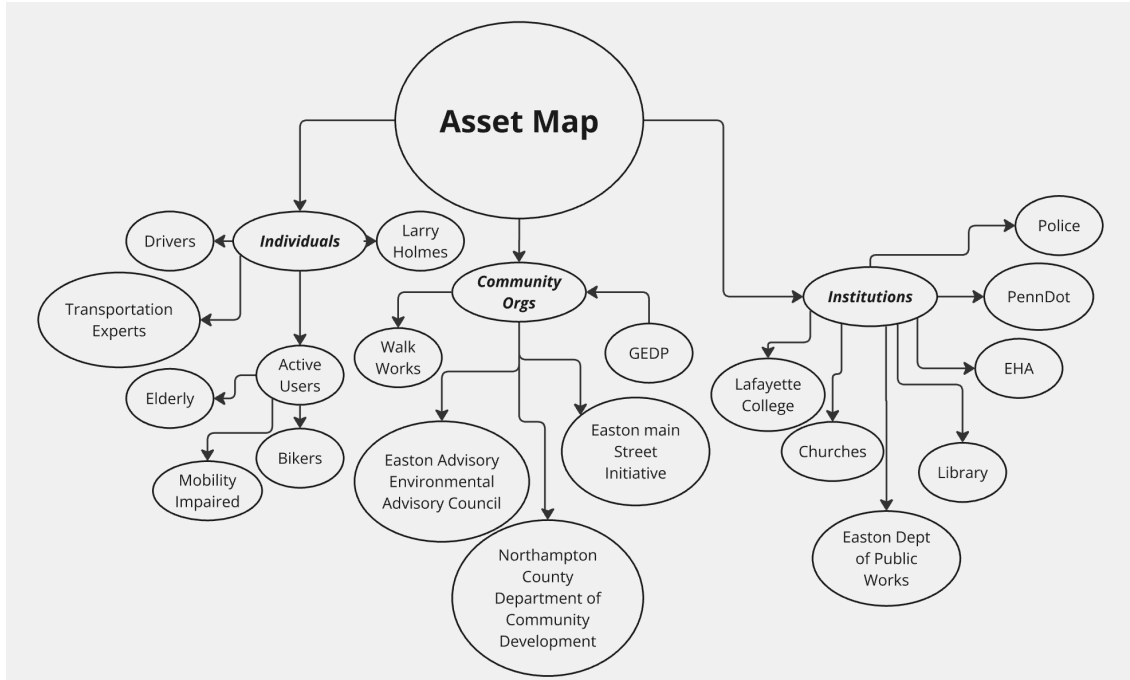 Asset Map
Individuals
Drivers
Larry
Holmes
Transportation
Experts
Active
Users
Elderly
Bikers
Mobility
Impaired
Community
Orgs
Walk
Works
GEDP
Easton Advisory
Environmental
Advisory Council
Easton main
Street
Initiative
Northampton
County
Department of
Community
Development
Institutions
Police
PennDot
EHA
Lafayette
College
Churches
Library
Easton Dept
of Public
Works